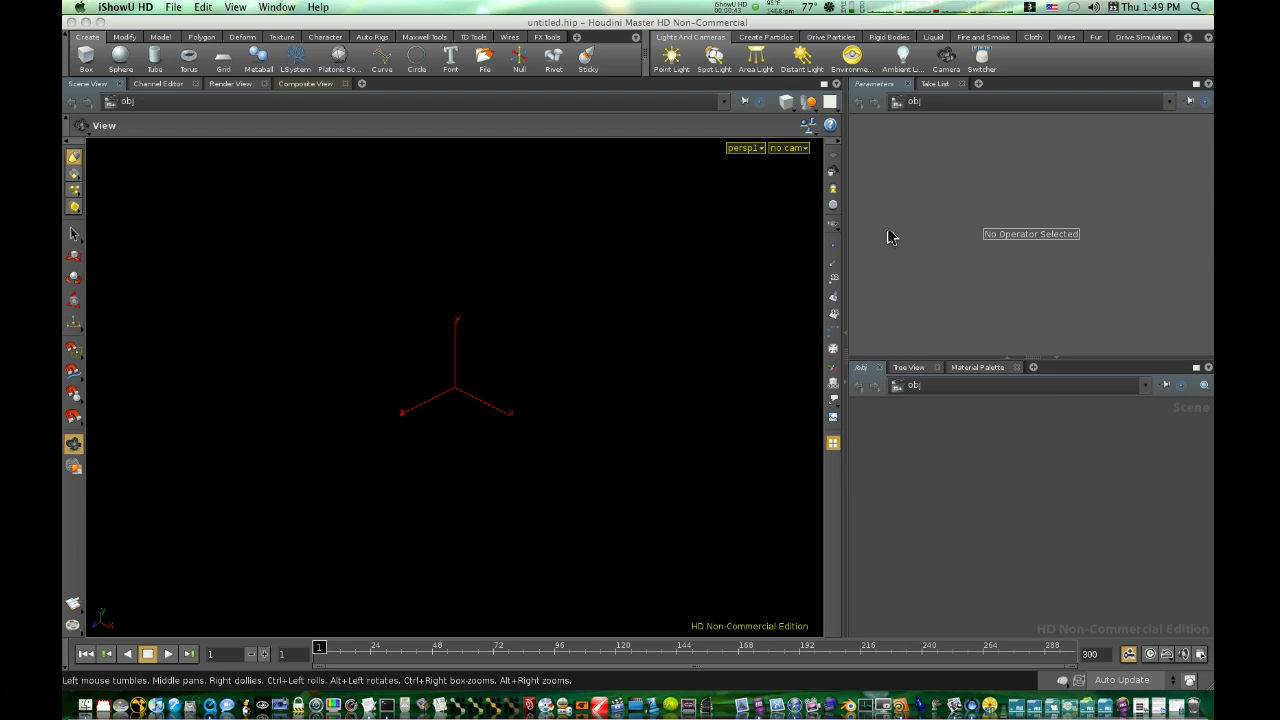 iShowU HD File Edit View Window Help 00:00:43 95°F 1468rpm 77° Thu 1:49 PM
untitled.hip - Houdini Master HD Non-Commercial
Create Modify Model Polygon Deform Texture Character Auto Rigs Maxwell Tools TD Tools Wires FX Tools
Lights And Cameras Create Particles Drive Particles Rigid Bodies Liquid Fire and Smoke Cloth Wires Fur Drive Simulation
Box Sphere Tube Torus Grid Metaball LSystem Platonic So... Curve Circle Font File Null Rivet Sticky
Point Light Spot Light Area Light Distant Light Environme... Ambient Li... Camera Switcher
Scene View Channel Editor Render View Composite View
Parameters Take List
obj
obj
View
persp1 no cam
No Operator Selected
y
z x
/obj Tree View Material Palette
obj
Scene
y
z x
HD Non-Commercial Edition
HD Non-Commercial Edition
1 1 1 24 48 72 96 120 144 168 192 216 240 264 288 300
Left mouse tumbles. Middle pans. Right dollies. Ctrl+Left rolls. Alt+Left rotates. Ctrl+Right box-zooms. Alt+Right zooms.
Auto Update